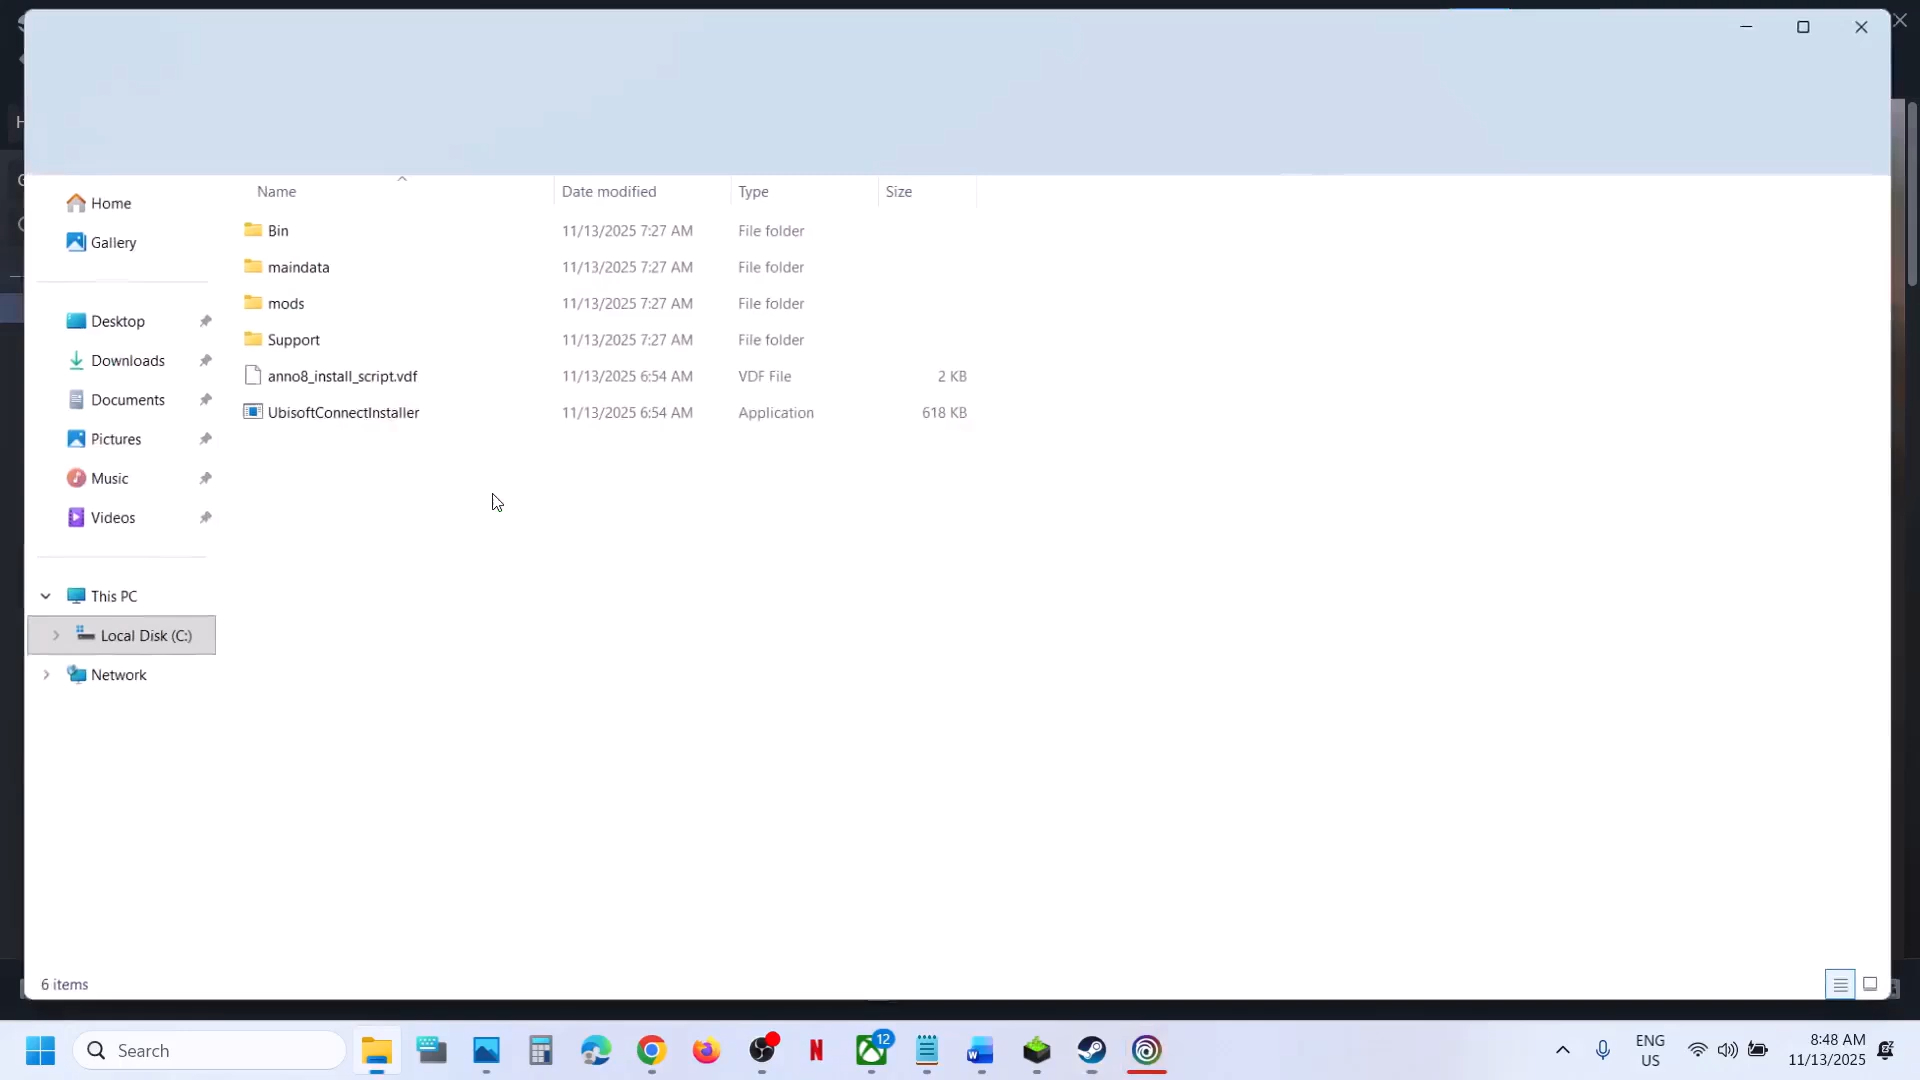 Name Date modified Type Size
Home
Gallery
Desktop
Downloads
Documents
Pictures
Music
Videos
This PC
Local Disk (C:)
Network
Bin 11/13/2025 7:27 AM File folder
maindata 11/13/2025 7:27 AM File folder
mods 11/13/2025 7:27 AM File folder
Support 11/13/2025 7:27 AM File folder
anno8_install_script.vdf 11/13/2025 6:54 AM VDF File 2 KB
UbisoftConnectInstaller 11/13/2025 6:54 AM Application 618 KB
6 items
Search
12
ENG
US
8:48 AM
11/13/2025